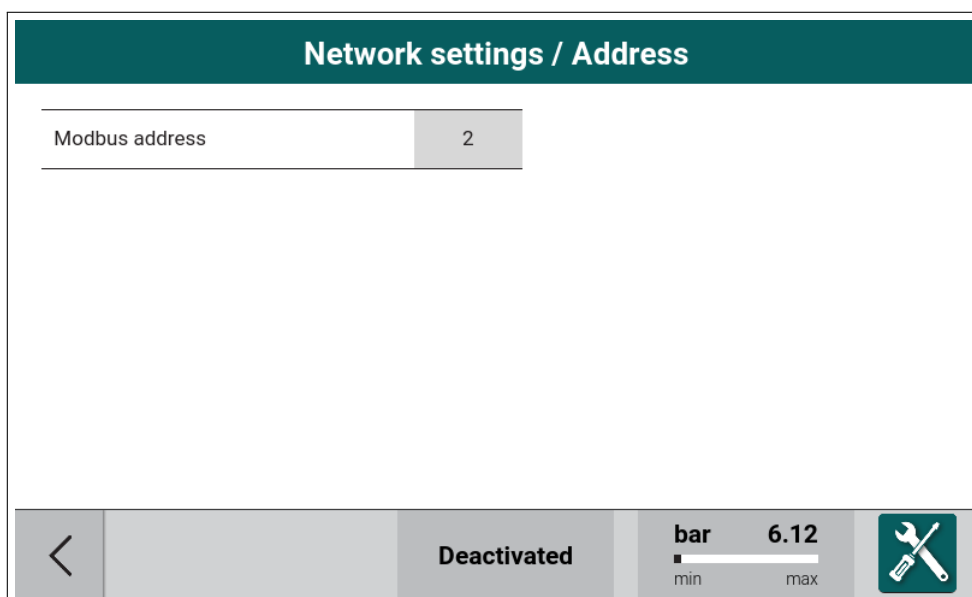 Network settings / Address
Modbus address 2
Deactivated
bar 6.12
min max